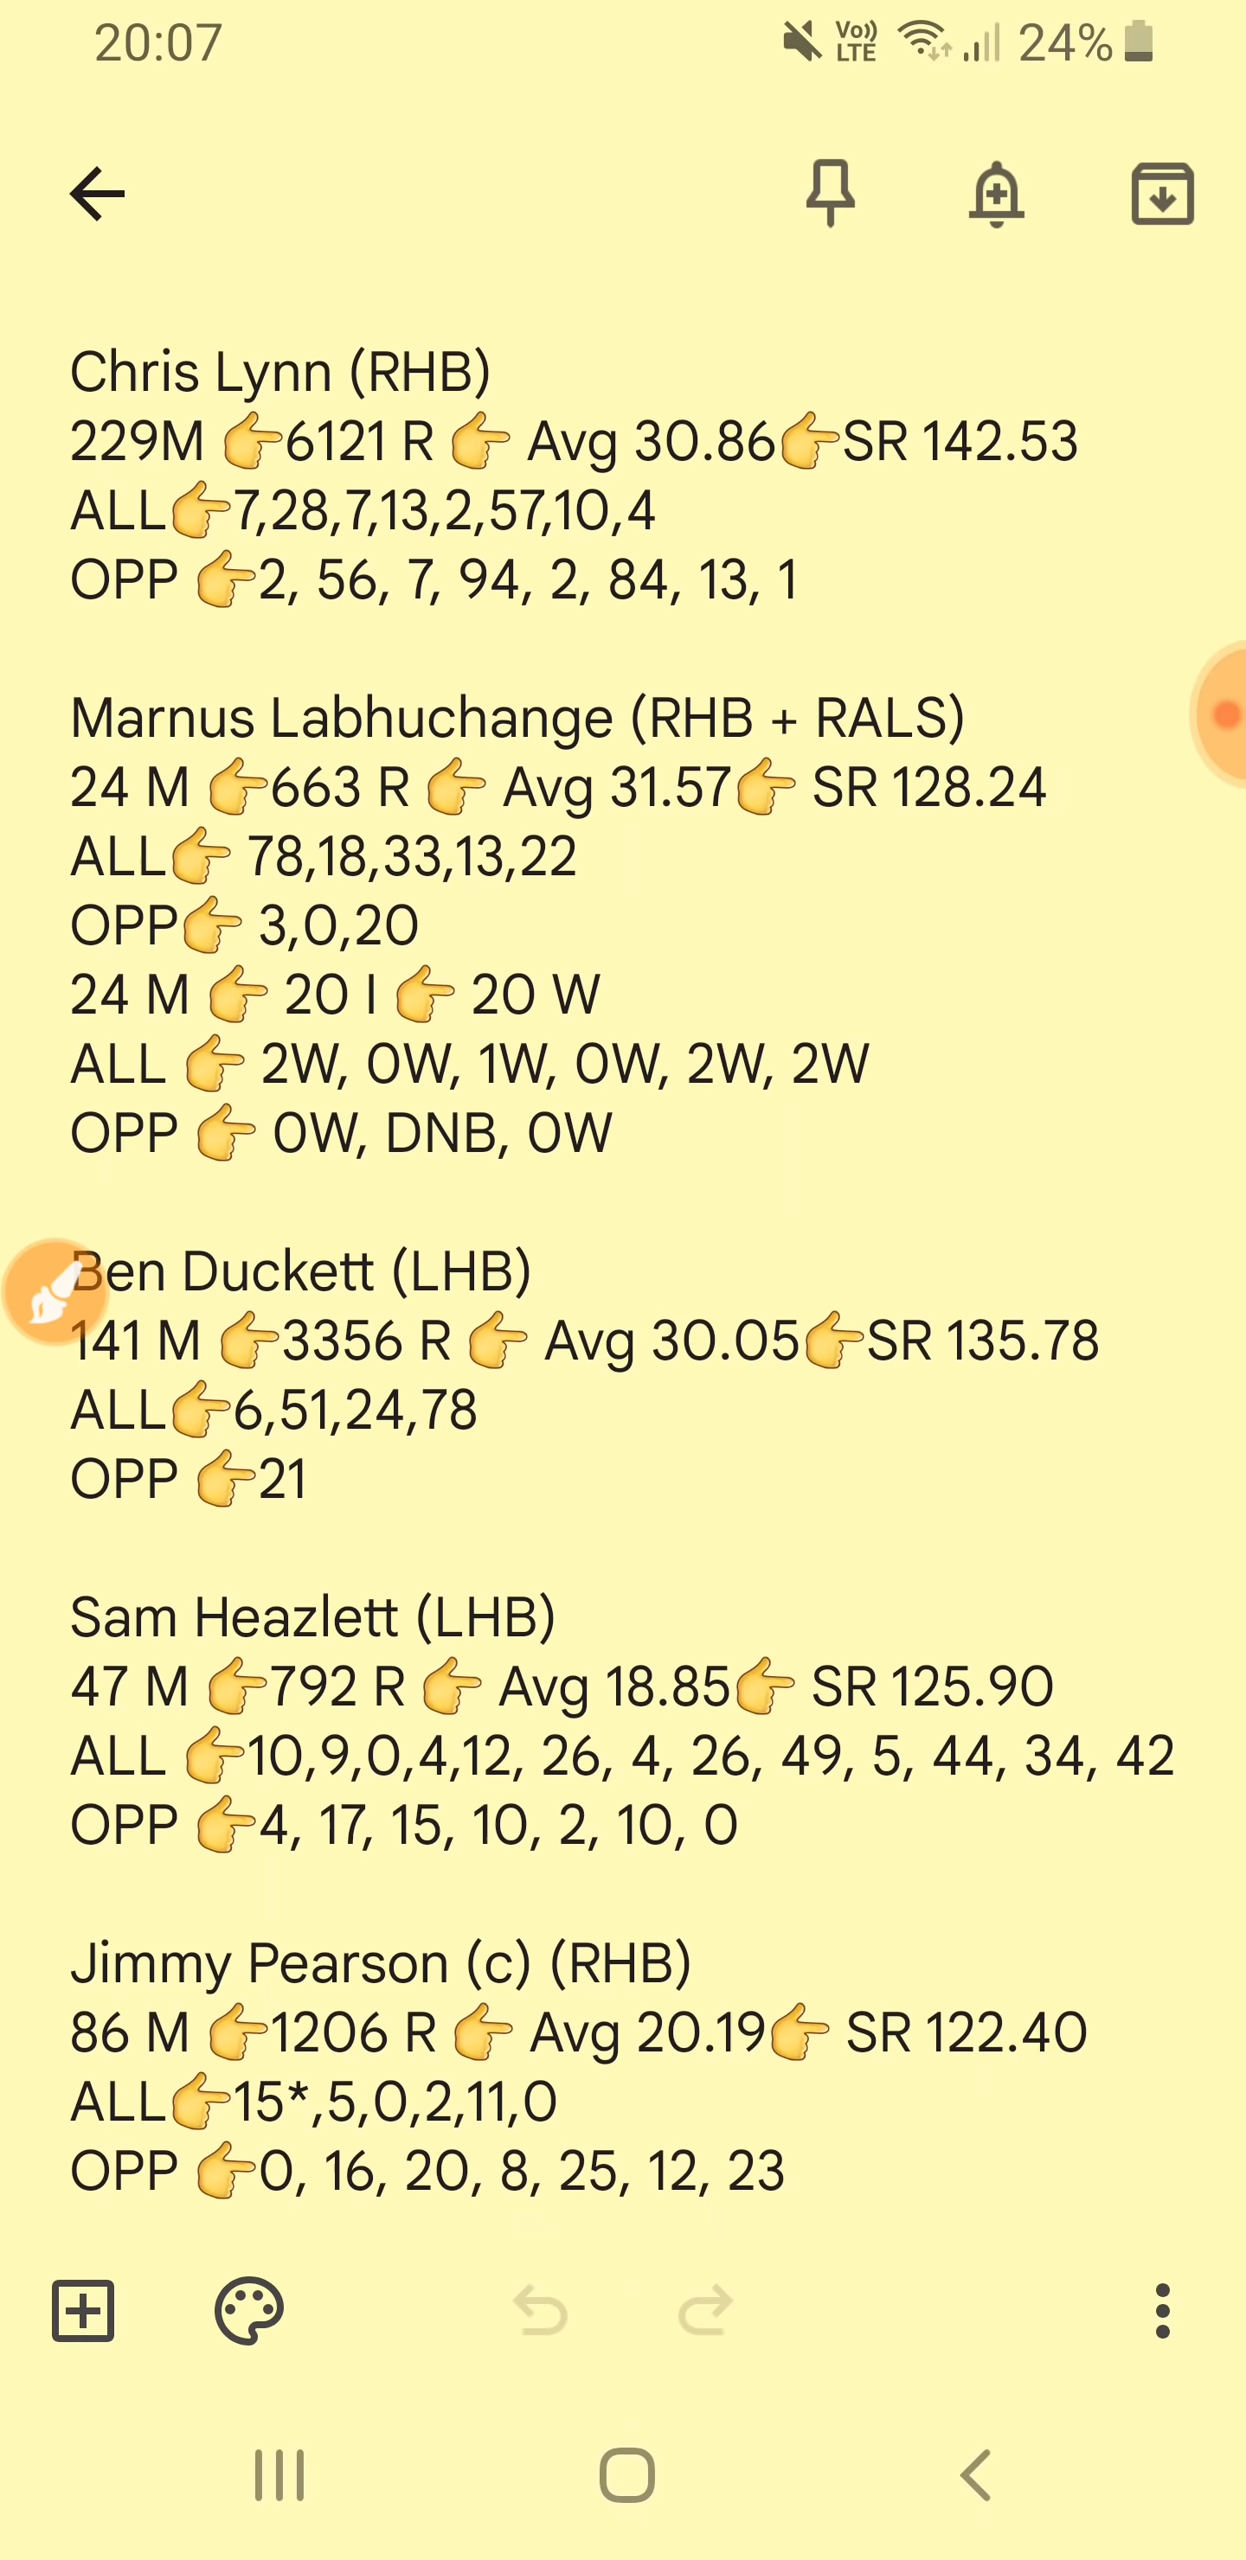 20:07
Vo)) LTE 24%
Chris Lynn (RHB)
229M 👉6121 R 👉 Avg 30.86👉SR 142.53
ALL👉7,28,7,13,2,57,10,4
OPP 👉2, 56, 7, 94, 2, 84, 13, 1
Marnus Labhuchange (RHB + RALS)
24 M 👉663 R 👉 Avg 31.57👉 SR 128.24
ALL👉 78,18,33,13,22
OPP👉 3,0,20
24 M 👉 20 I 👉 20 W
ALL 👉 2W, 0W, 1W, 0W, 2W, 2W
OPP 👉 0W, DNB, 0W
Ben Duckett (LHB)
141 M 👉3356 R 👉 Avg 30.05👉SR 135.78
ALL👉6,51,24,78
OPP 👉21
Sam Heazlett (LHB)
47 M 👉792 R 👉 Avg 18.85👉 SR 125.90
ALL 👉10,9,0,4,12, 26, 4, 26, 49, 5, 44, 34, 42
OPP 👉4, 17, 15, 10, 2, 10, 0
Jimmy Pearson (c) (RHB)
86 M 👉1206 R 👉 Avg 20.19👉 SR 122.40
ALL👉15*,5,0,2,11,0
OPP 👉0, 16, 20, 8, 25, 12, 23